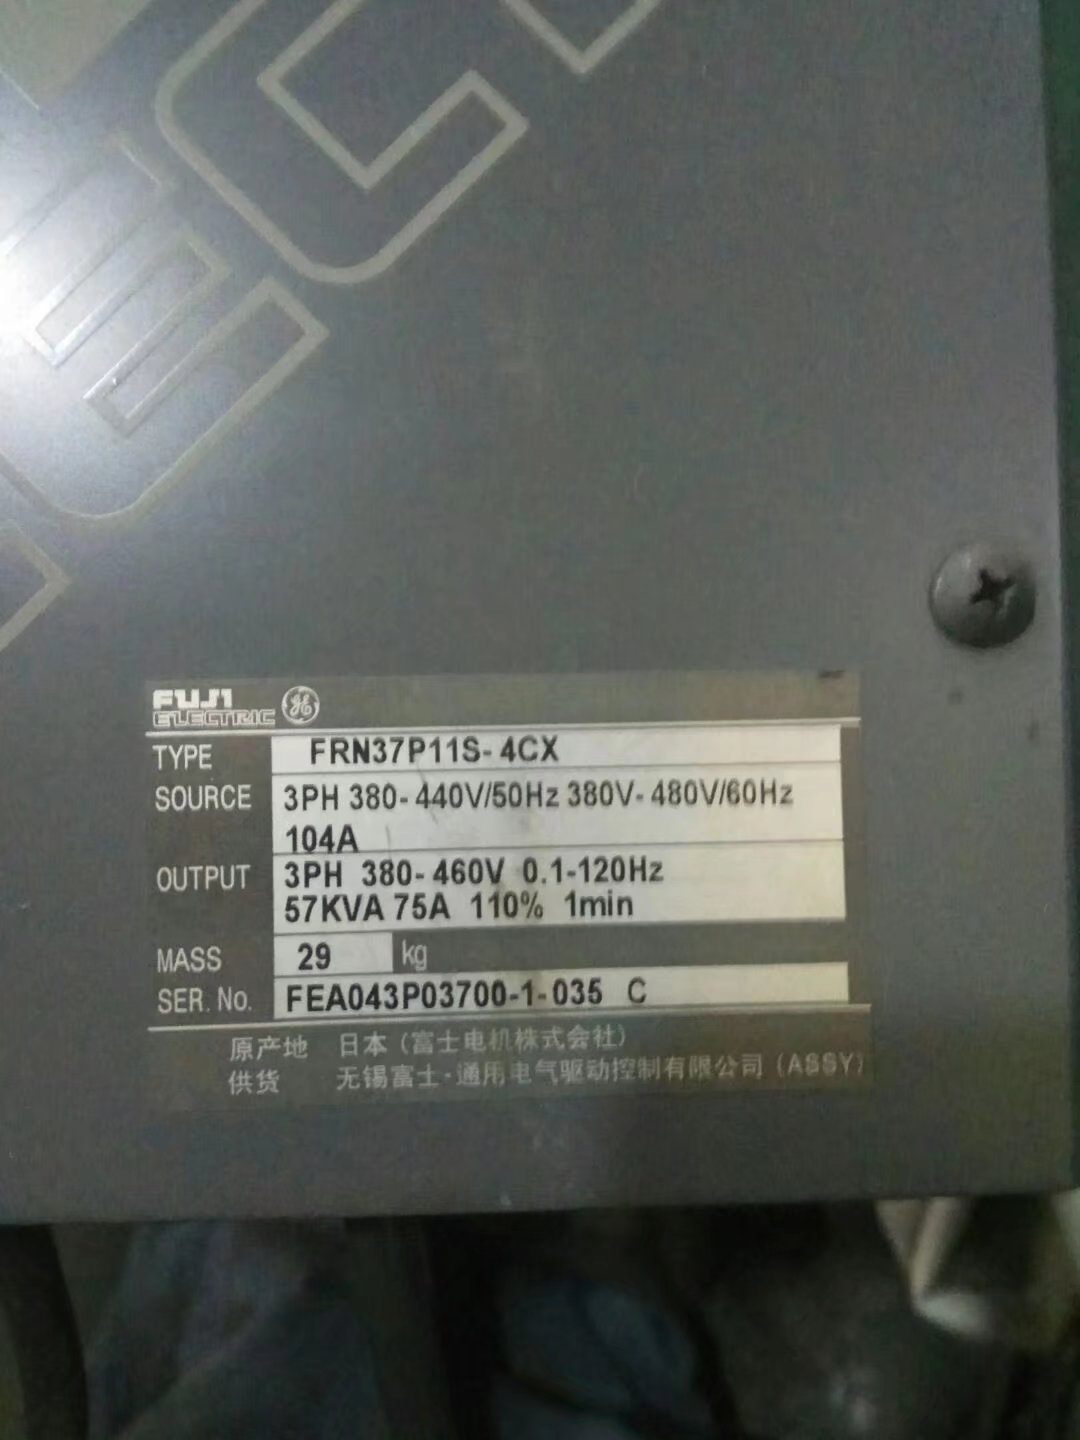 FUJI
ELECTRIC GE
TYPE FRN37P11S-4CX
SOURCE 3PH 380-440V/50Hz 380V-480V/60Hz
104A
OUTPUT 3PH 380-460V 0.1-120Hz
57KVA 75A 110% 1min
MASS 29 kg
SER. No. FEA043P03700-1-035 C
原产地 日本（富士电机株式会社）
供货 无锡富士·通用电气驱动控制有限公司（ASSY）